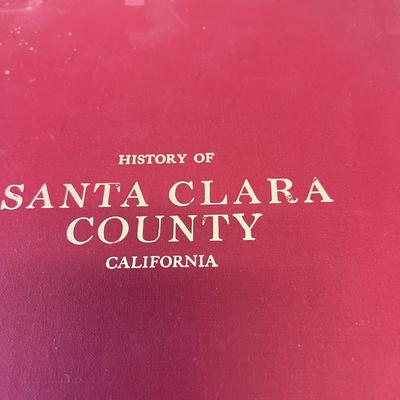 HISTORY OF
SANTA CLARA
COUNTY
CALIFORNIA